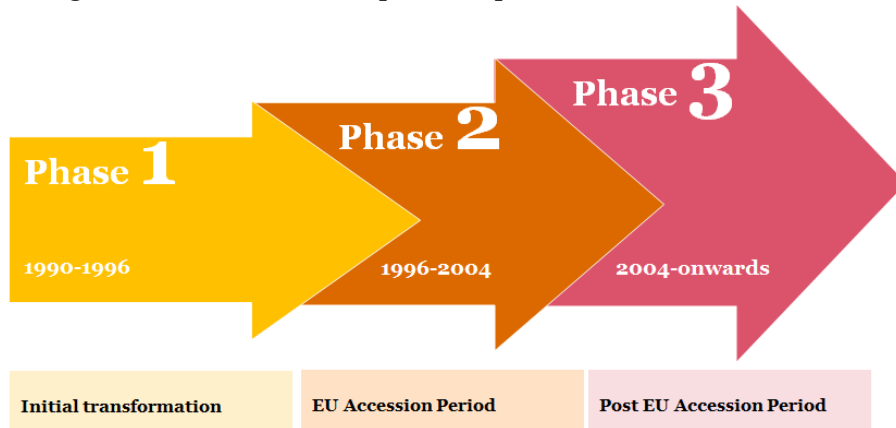 Phase 1
1990-1996
Phase 2
1996-2004
Phase 3
2004-onwards
Initial transformation
EU Accession Period
Post EU Accession Period